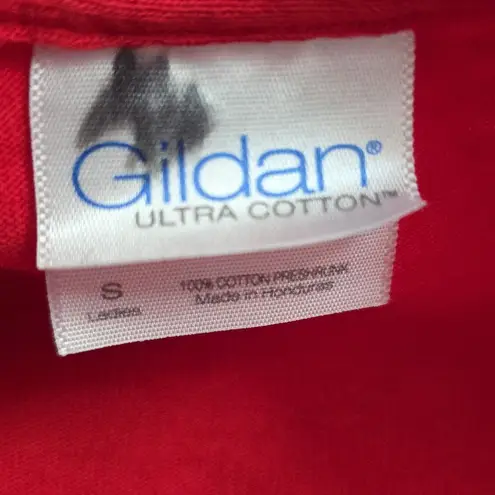 Gildan®
ULTRA COTTON™
S
Ladies
100% COTTON PRESHRUNK
Made in Honduras